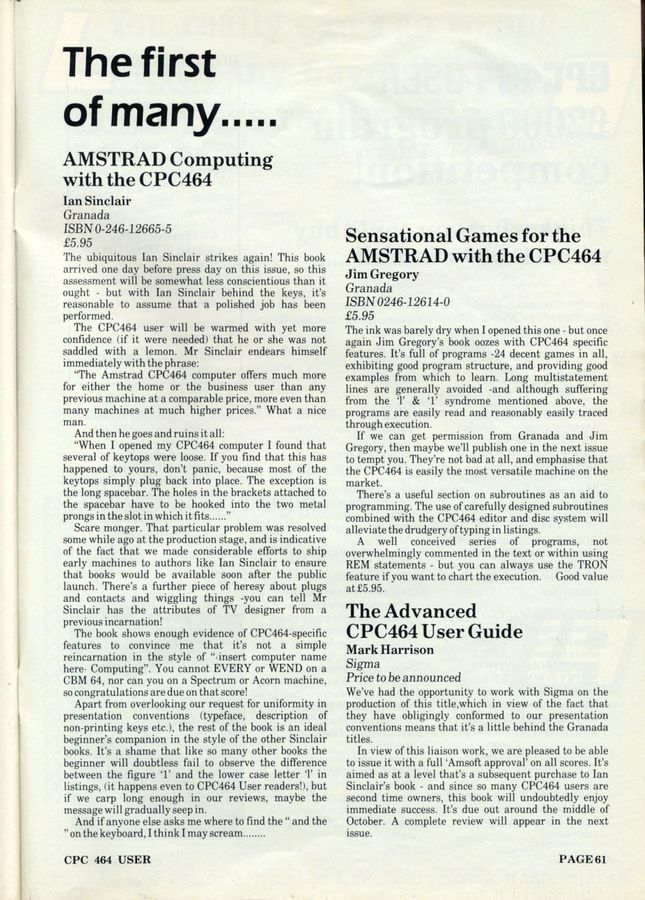 The first
of many.....
AMSTRAD Computing
with the CPC464
Ian Sinclair
Granada
ISBN 0-246-12665-5
£5.95
The ubiquitous Ian Sinclair strikes again! This book
arrived one day before press day on this issue, so this
assessment will be somewhat less conscientious than it
ought - but with Ian Sinclair behind the keys, it's
reasonable to assume that a polished job has been
performed.
The CPC464 user will be warmed with yet more
confidence (if it were needed) that he or she was not
saddled with a lemon. Mr Sinclair endears himself
immediately with the phrase:
"The Amstrad CPC464 computer offers much more
for either the home or the business user than any
previous machine at a comparable price, more even than
many machines at much higher prices." What a nice
man.
And then he goes and ruins it all:
"When I opened my CPC464 computer I found that
several of keytops were loose. If you find that this has
happened to yours, don't panic, because most of the
keytops simply plug back into place. The exception is
the long spacebar. The holes in the brackets attached to
the spacebar have to be hooked into the two metal
prongs in the slot in which it fits......"
Scare monger. That particular problem was resolved
some while ago at the production stage, and is indicative
of the fact that we made considerable efforts to ship
early machines to authors like Ian Sinclair to ensure
that books would be available soon after the public
launch. There's a further piece of heresy about plugs
and contacts and wiggling things -you can tell Mr
Sinclair has the attributes of TV designer from a
previous incarnation!
The book shows enough evidence of CPC464-specific
features to convince me that it's not a simple
reincarnation in the style of "-insert computer name
here- Computing". You cannot EVERY or WEND on a
CBM 64, nor can you on a Spectrum or Acorn machine,
so congratulations are due on that score!
Apart from overlooking our request for uniformity in
presentation conventions (typeface, description of
non-printing keys etc.), the rest of the book is an ideal
beginner's companion in the style of the other Sinclair
books. It's a shame that like so many other books the
beginner will doubtless fail to observe the difference
between the figure '1' and the lower case letter 'l' in
listings, (it happens even to CPC464 User readers!), but
if we carp long enough in our reviews, maybe the
message will gradually seep in.
And if anyone else asks me where to find the " and the
" on the keyboard, I think I may scream........
Sensational Games for the
AMSTRAD with the CPC464
Jim Gregory
Granada
ISBN 0246-12614-0
£5.95
The ink was barely dry when I opened this one - but once
again Jim Gregory's book oozes with CPC464 specific
features. It's full of programs -24 decent games in all,
exhibiting good program structure, and providing good
examples from which to learn. Long multistatement
lines are generally avoided -and although suffering
from the 'l' & '1' syndrome mentioned above, the
programs are easily read and reasonably easily traced
through execution.
If we can get permission from Granada and Jim
Gregory, then maybe we'll publish one in the next issue
to tempt you. They're not bad at all, and emphasise that
the CPC464 is easily the most versatile machine on the
market.
There's a useful section on subroutines as an aid to
programming. The use of carefully designed subroutines
combined with the CPC464 editor and disc system will
alleviate the drudgery of typing in listings.
A well conceived series of programs, not
overwhelmingly commented in the text or within using
REM statements - but you can always use the TRON
feature if you want to chart the execution. Good value
at £5.95.
The Advanced
CPC464 User Guide
Mark Harrison
Sigma
Price to be announced
We've had the opportunity to work with Sigma on the
production of this title,which in view of the fact that
they have obligingly conformed to our presentation
conventions means that it's a little behind the Granada
titles.
In view of this liaison work, we are pleased to be able
to issue it with a full 'Amsoft approval' on all scores. It's
aimed as at a level that's a subsequent purchase to Ian
Sinclair's book - and since so many CPC464 users are
second time owners, this book will undoubtedly enjoy
immediate success. It's due out around the middle of
October. A complete review will appear in the next
issue.
CPC 464 USER
PAGE 61